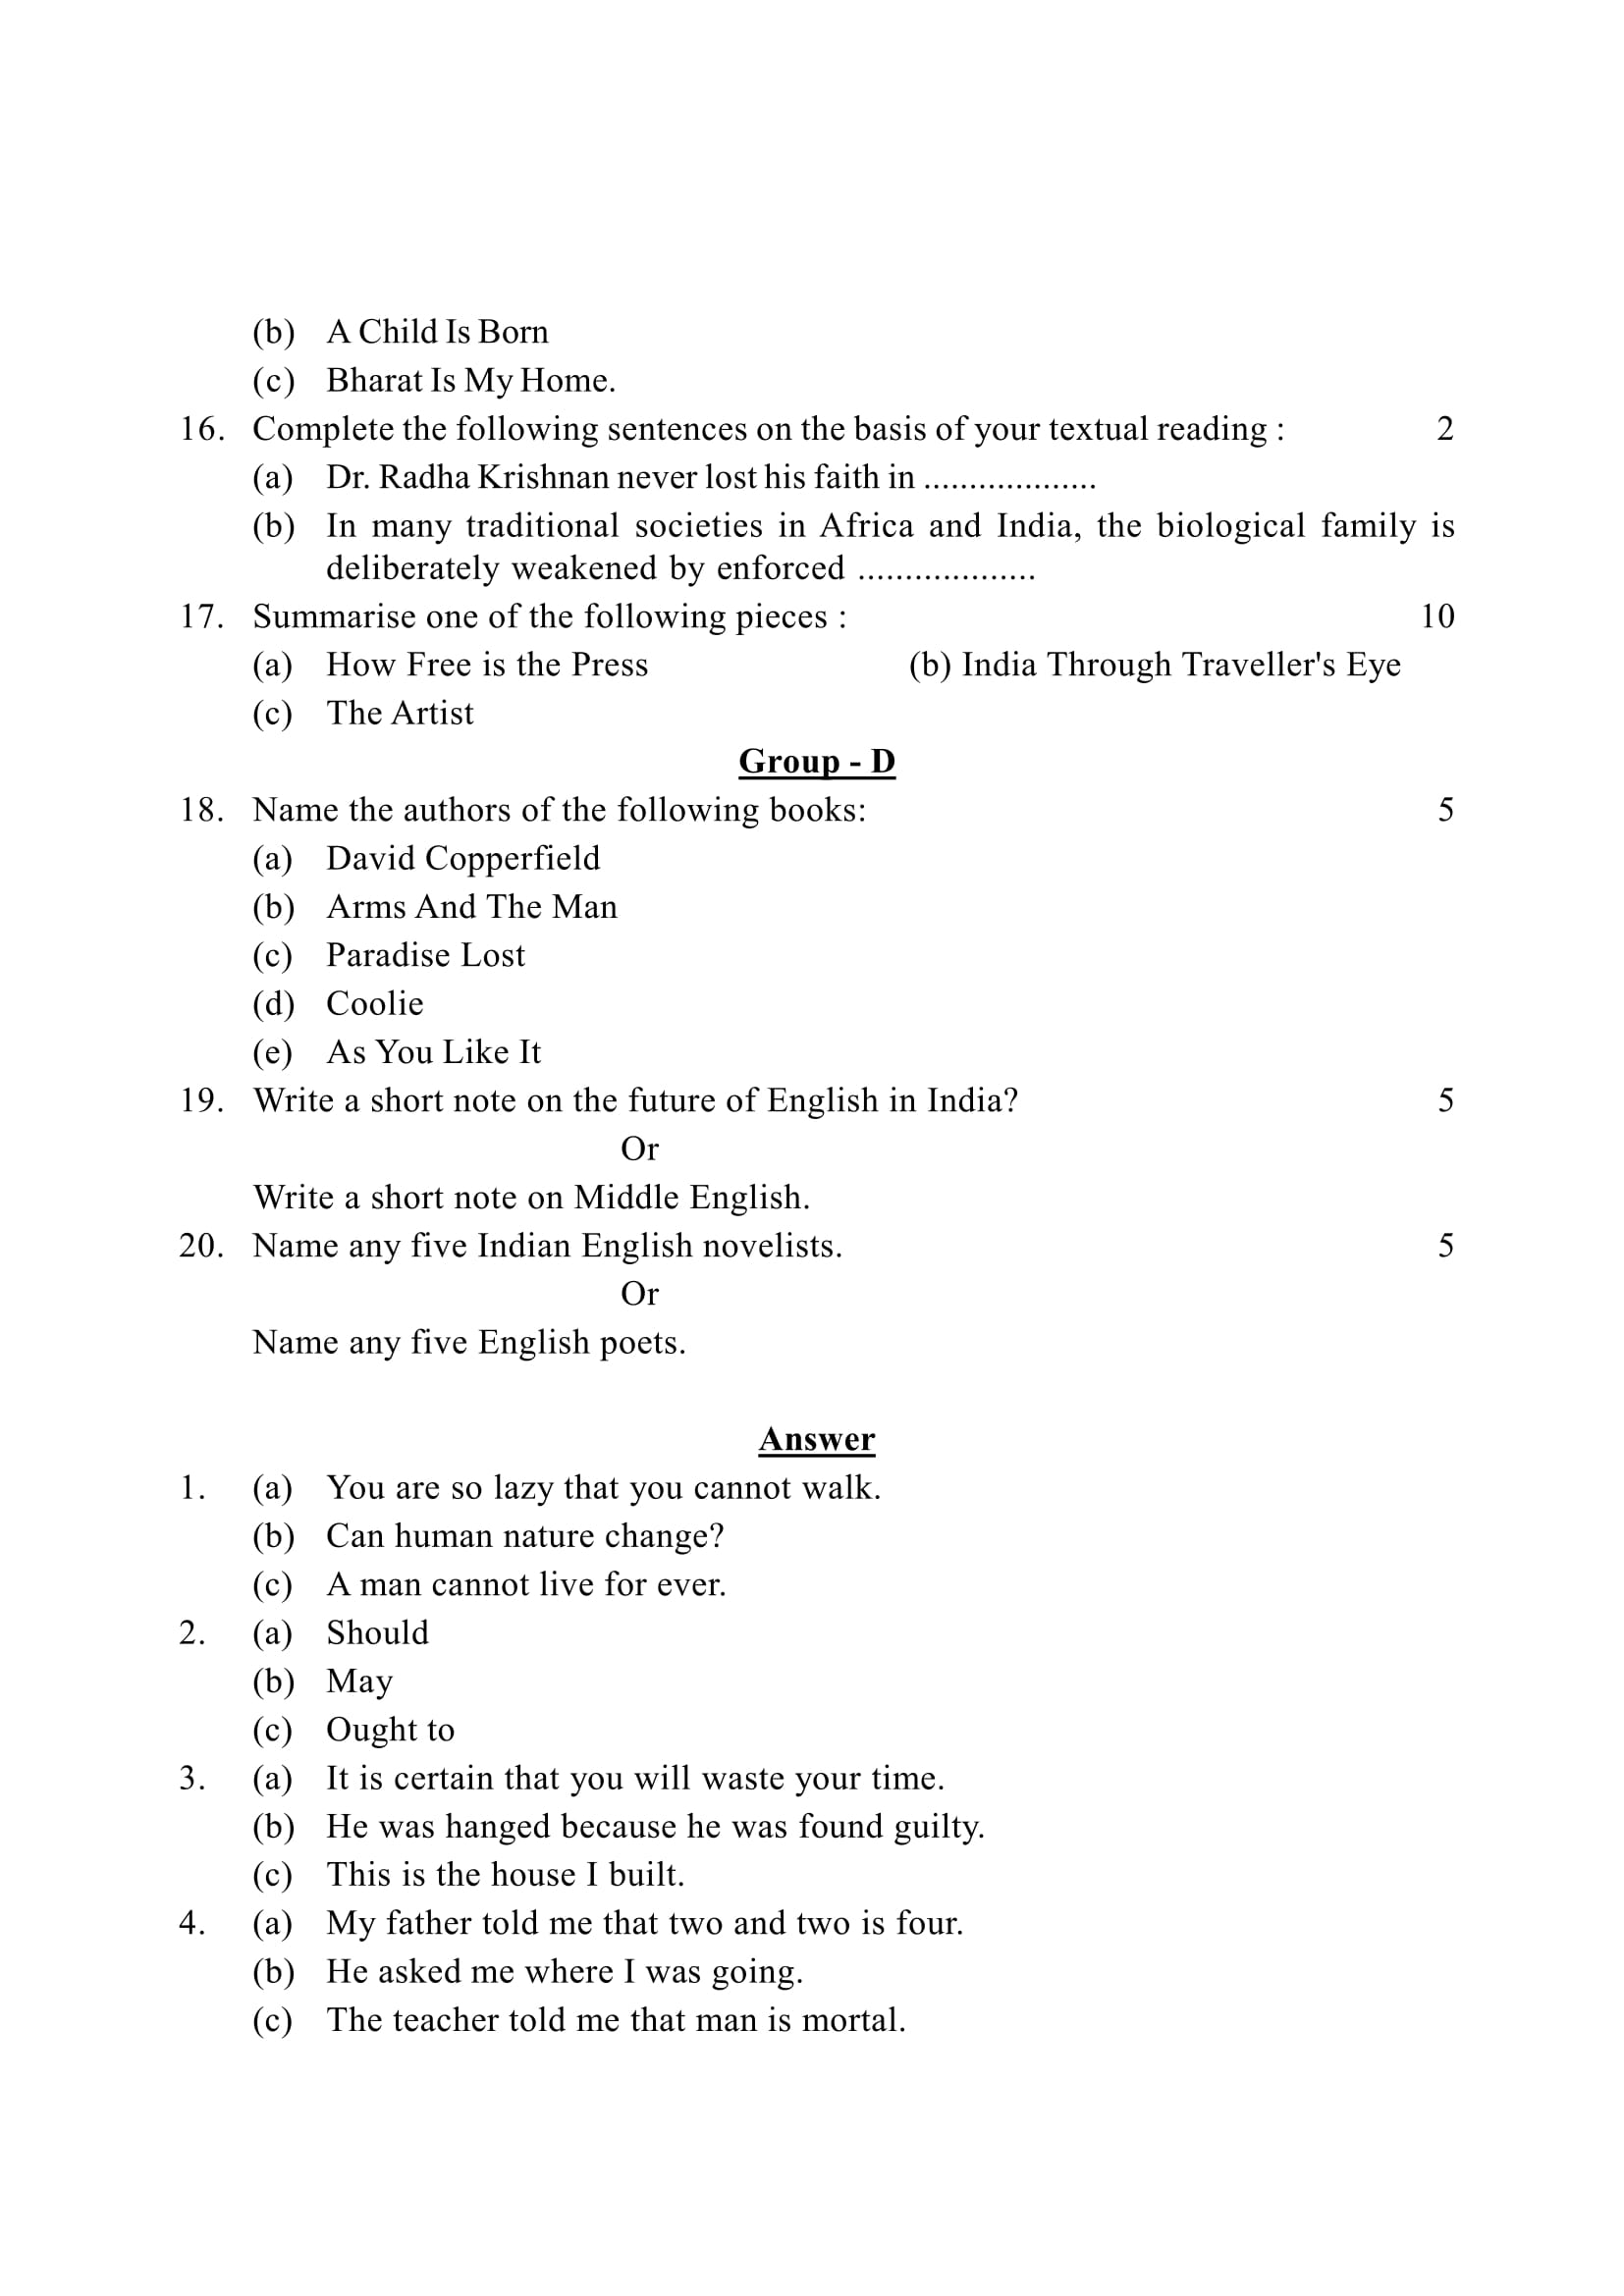 (b) A Child Is Born
(c) Bharat Is My Home.
16. Complete the following sentences on the basis of your textual reading : 2
(a) Dr. Radha Krishnan never lost his faith in ...................
(b) In many traditional societies in Africa and India, the biological family is
deliberately weakened by enforced ...................
17. Summarise one of the following pieces : 10
(a) How Free is the Press (b) India Through Traveller's Eye
(c) The Artist
Group - D
18. Name the authors of the following books: 5
(a) David Copperfield
(b) Arms And The Man
(c) Paradise Lost
(d) Coolie
(e) As You Like It
19. Write a short note on the future of English in India? 5
Or
Write a short note on Middle English.
20. Name any five Indian English novelists. 5
Or
Name any five English poets.
Answer
1. (a) You are so lazy that you cannot walk.
(b) Can human nature change?
(c) A man cannot live for ever.
2. (a) Should
(b) May
(c) Ought to
3. (a) It is certain that you will waste your time.
(b) He was hanged because he was found guilty.
(c) This is the house I built.
4. (a) My father told me that two and two is four.
(b) He asked me where I was going.
(c) The teacher told me that man is mortal.